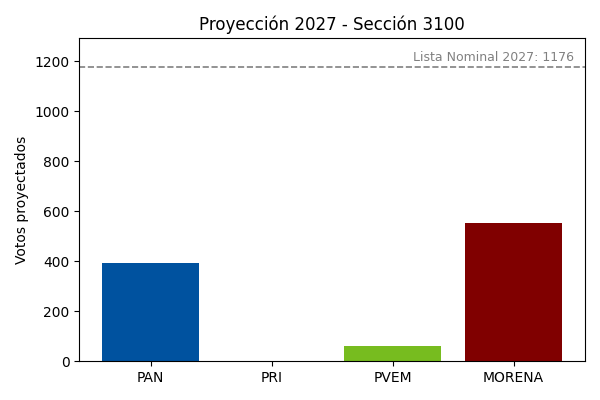 Proyección 2027 - Sección 3100
Lista Nominal 2027: 1176
Votos proyectados
1200
1000
800
600
400
200
0
PAN PRI PVEM MORENA